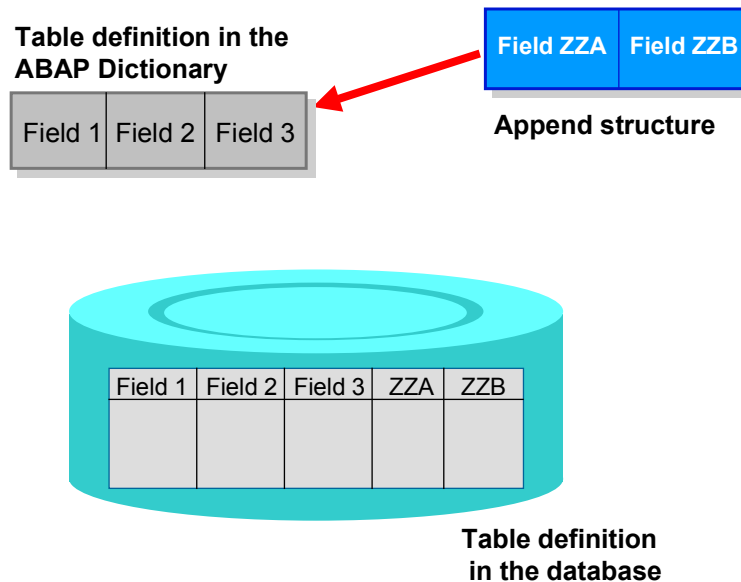 Table definition in the
ABAP Dictionary
Field ZZA Field ZZB
Field 1 Field 2 Field 3
Append structure
Field 1 Field 2 Field 3 ZZA ZZB
Table definition
in the database